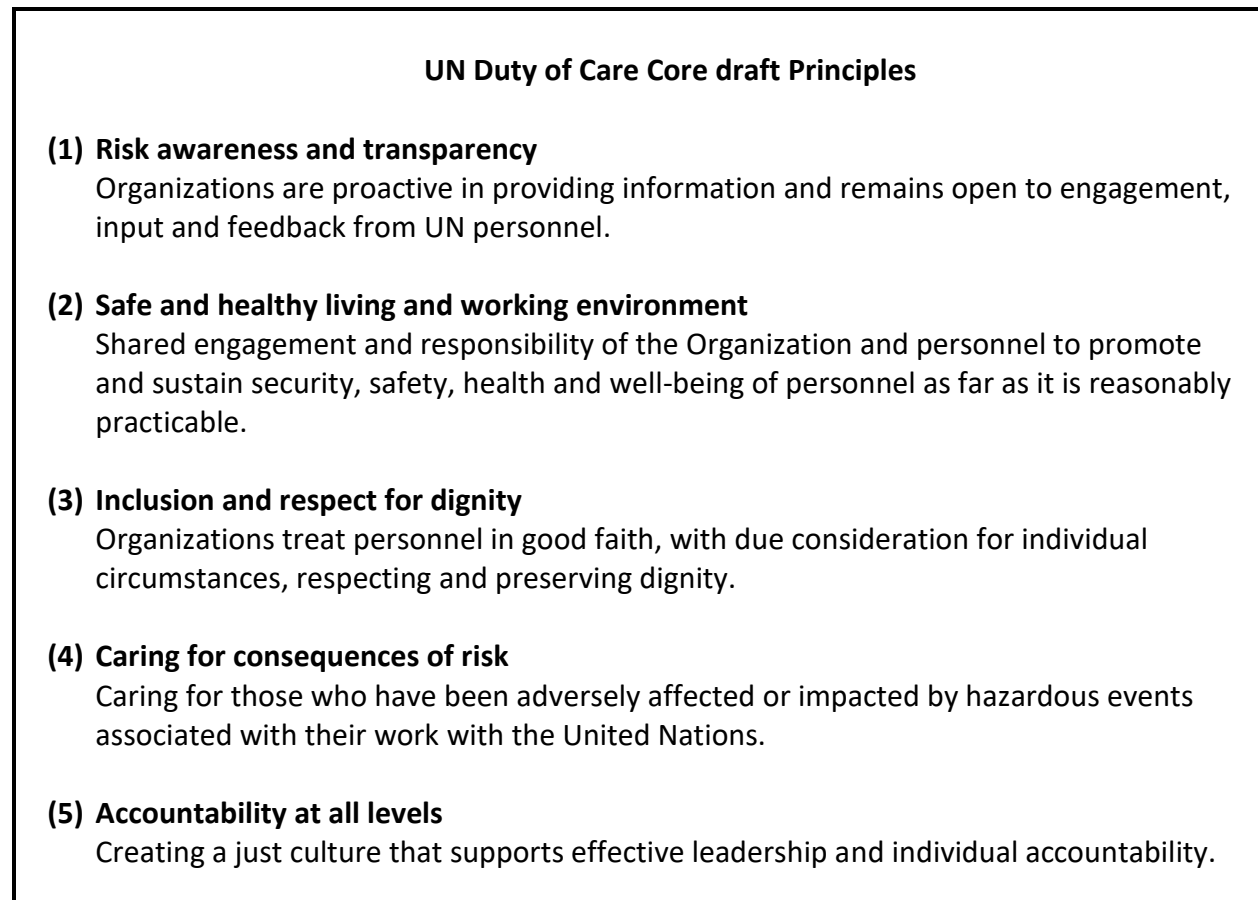 UN Duty of Care Core draft Principles
(1) Risk awareness and transparency
Organizations are proactive in providing information and remains open to engagement,
input and feedback from UN personnel.
(2) Safe and healthy living and working environment
Shared engagement and responsibility of the Organization and personnel to promote
and sustain security, safety, health and well-being of personnel as far as it is reasonably
practicable.
(3) Inclusion and respect for dignity
Organizations treat personnel in good faith, with due consideration for individual
circumstances, respecting and preserving dignity.
(4) Caring for consequences of risk
Caring for those who have been adversely affected or impacted by hazardous events
associated with their work with the United Nations.
(5) Accountability at all levels
Creating a just culture that supports effective leadership and individual accountability.